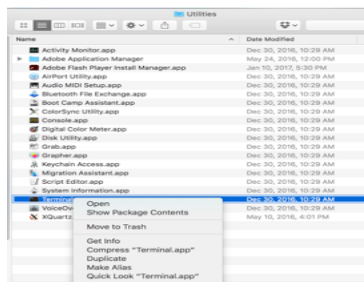 Utilities
Name Date Modified
Activity Monitor.app Dec 30, 2016, 10:29 AM
Adobe Application Manager May 24, 2016, 12:00 PM
Adobe Flash Player Install Manager.app Jan 10, 2017, 5:30 PM
AirPort Utility.app Dec 30, 2016, 10:29 AM
Audio MIDI Setup.app Dec 30, 2016, 10:29 AM
Bluetooth File Exchange.app Dec 30, 2016, 10:29 AM
Boot Camp Assistant.app Dec 30, 2016, 10:29 AM
ColorSync Utility.app Dec 30, 2016, 10:29 AM
Console.app Dec 30, 2016, 10:29 AM
Digital Color Meter.app Dec 30, 2016, 10:29 AM
Disk Utility.app Dec 30, 2016, 10:29 AM
Grab.app Dec 30, 2016, 10:29 AM
Grapher.app Dec 30, 2016, 10:29 AM
Keychain Access.app Dec 30, 2016, 10:29 AM
Migration Assistant.app Dec 30, 2016, 10:29 AM
Script Editor.app Dec 30, 2016, 10:29 AM
System Information.app Dec 30, 2016, 10:29 AM
Termina Dec 30, 2016, 10:29 AM
VoiceOv Dec 30, 2016, 10:29 AM
XQuartz May 10, 2016, 4:01 PM
Open
Show Package Contents
Move to Trash
Get Info
Compress "Terminal.app"
Duplicate
Make Alias
Quick Look "Terminal.app"